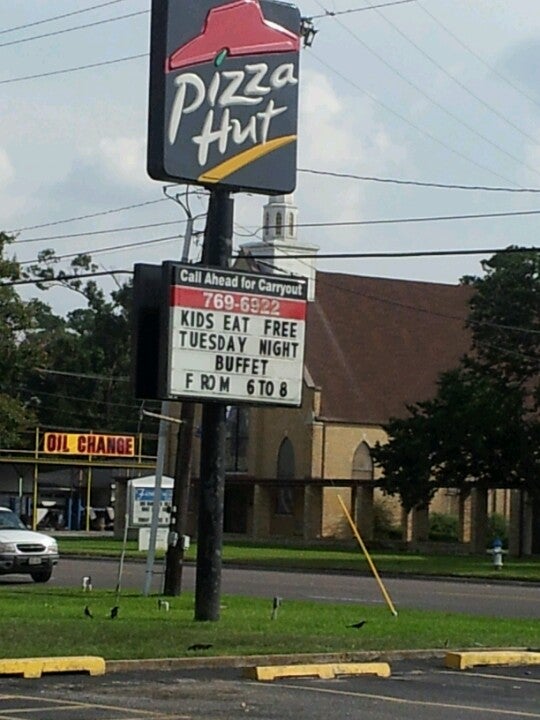 Pizza
Hut
Call Ahead for Carryout
769-6922
KIDS EAT FREE
TUESDAY NIGHT
BUFFET
FROM 6 TO 8
OIL CHANGE